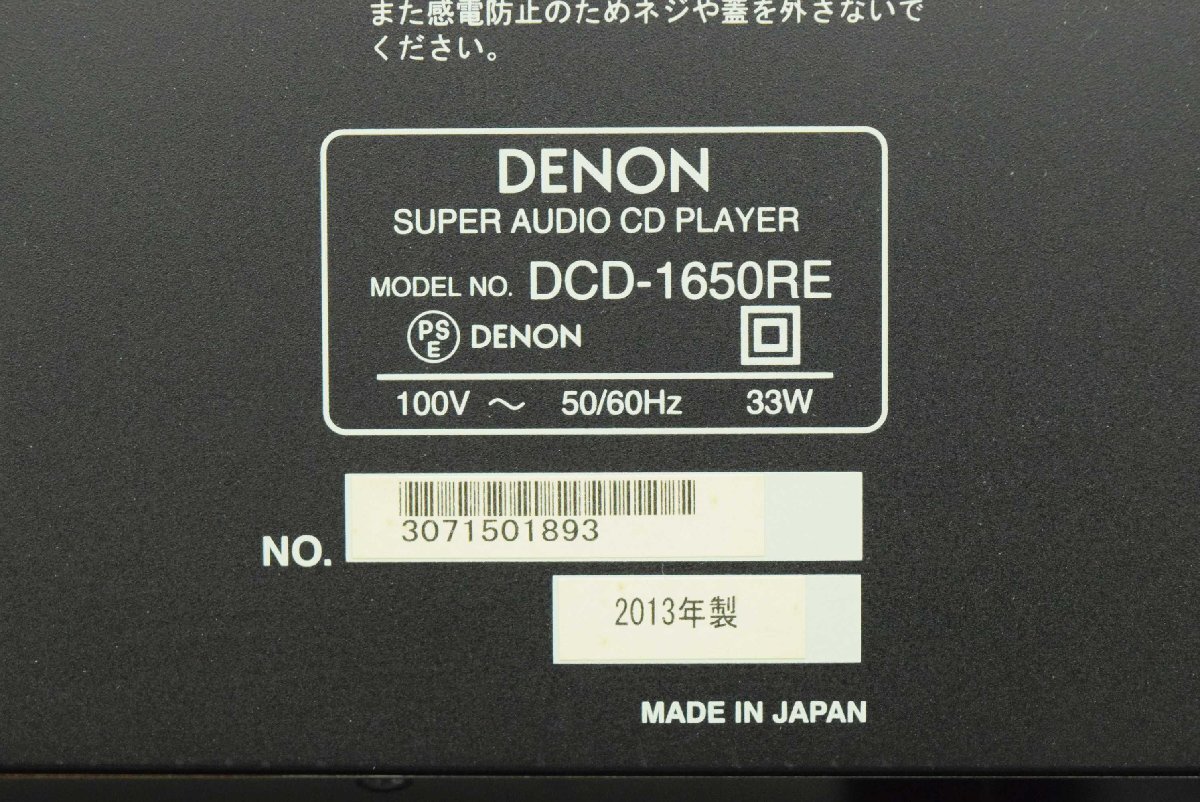 また感電防止のためネジや蓋を外さないで
ください。
DENON
SUPER AUDIO CD PLAYER
MODEL NO. DCD-1650RE
PSE DENON
100V ～ 50/60Hz 33W
3071501893
NO.
2013年製
MADE IN JAPAN